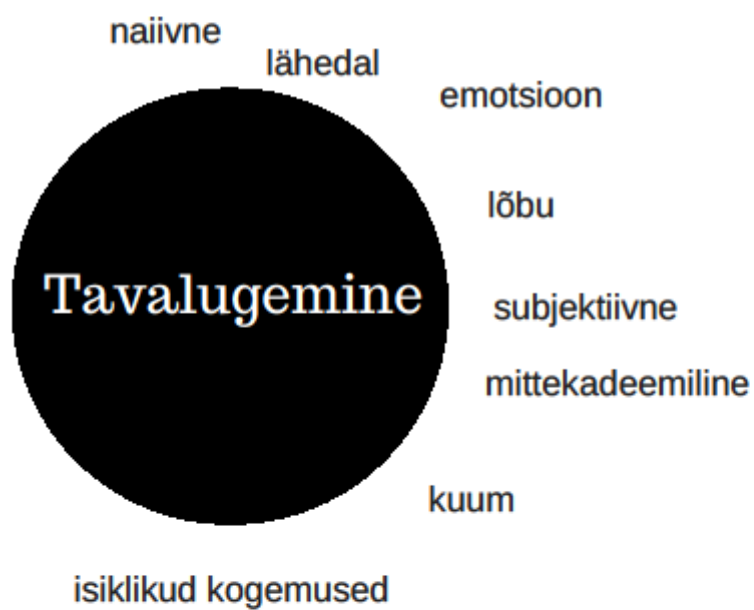 naiivne
lähedal
emotsioon
lõbu
Tavalugemine
subjektiivne
mittekadeemiline
kuum
isiklikud kogemused